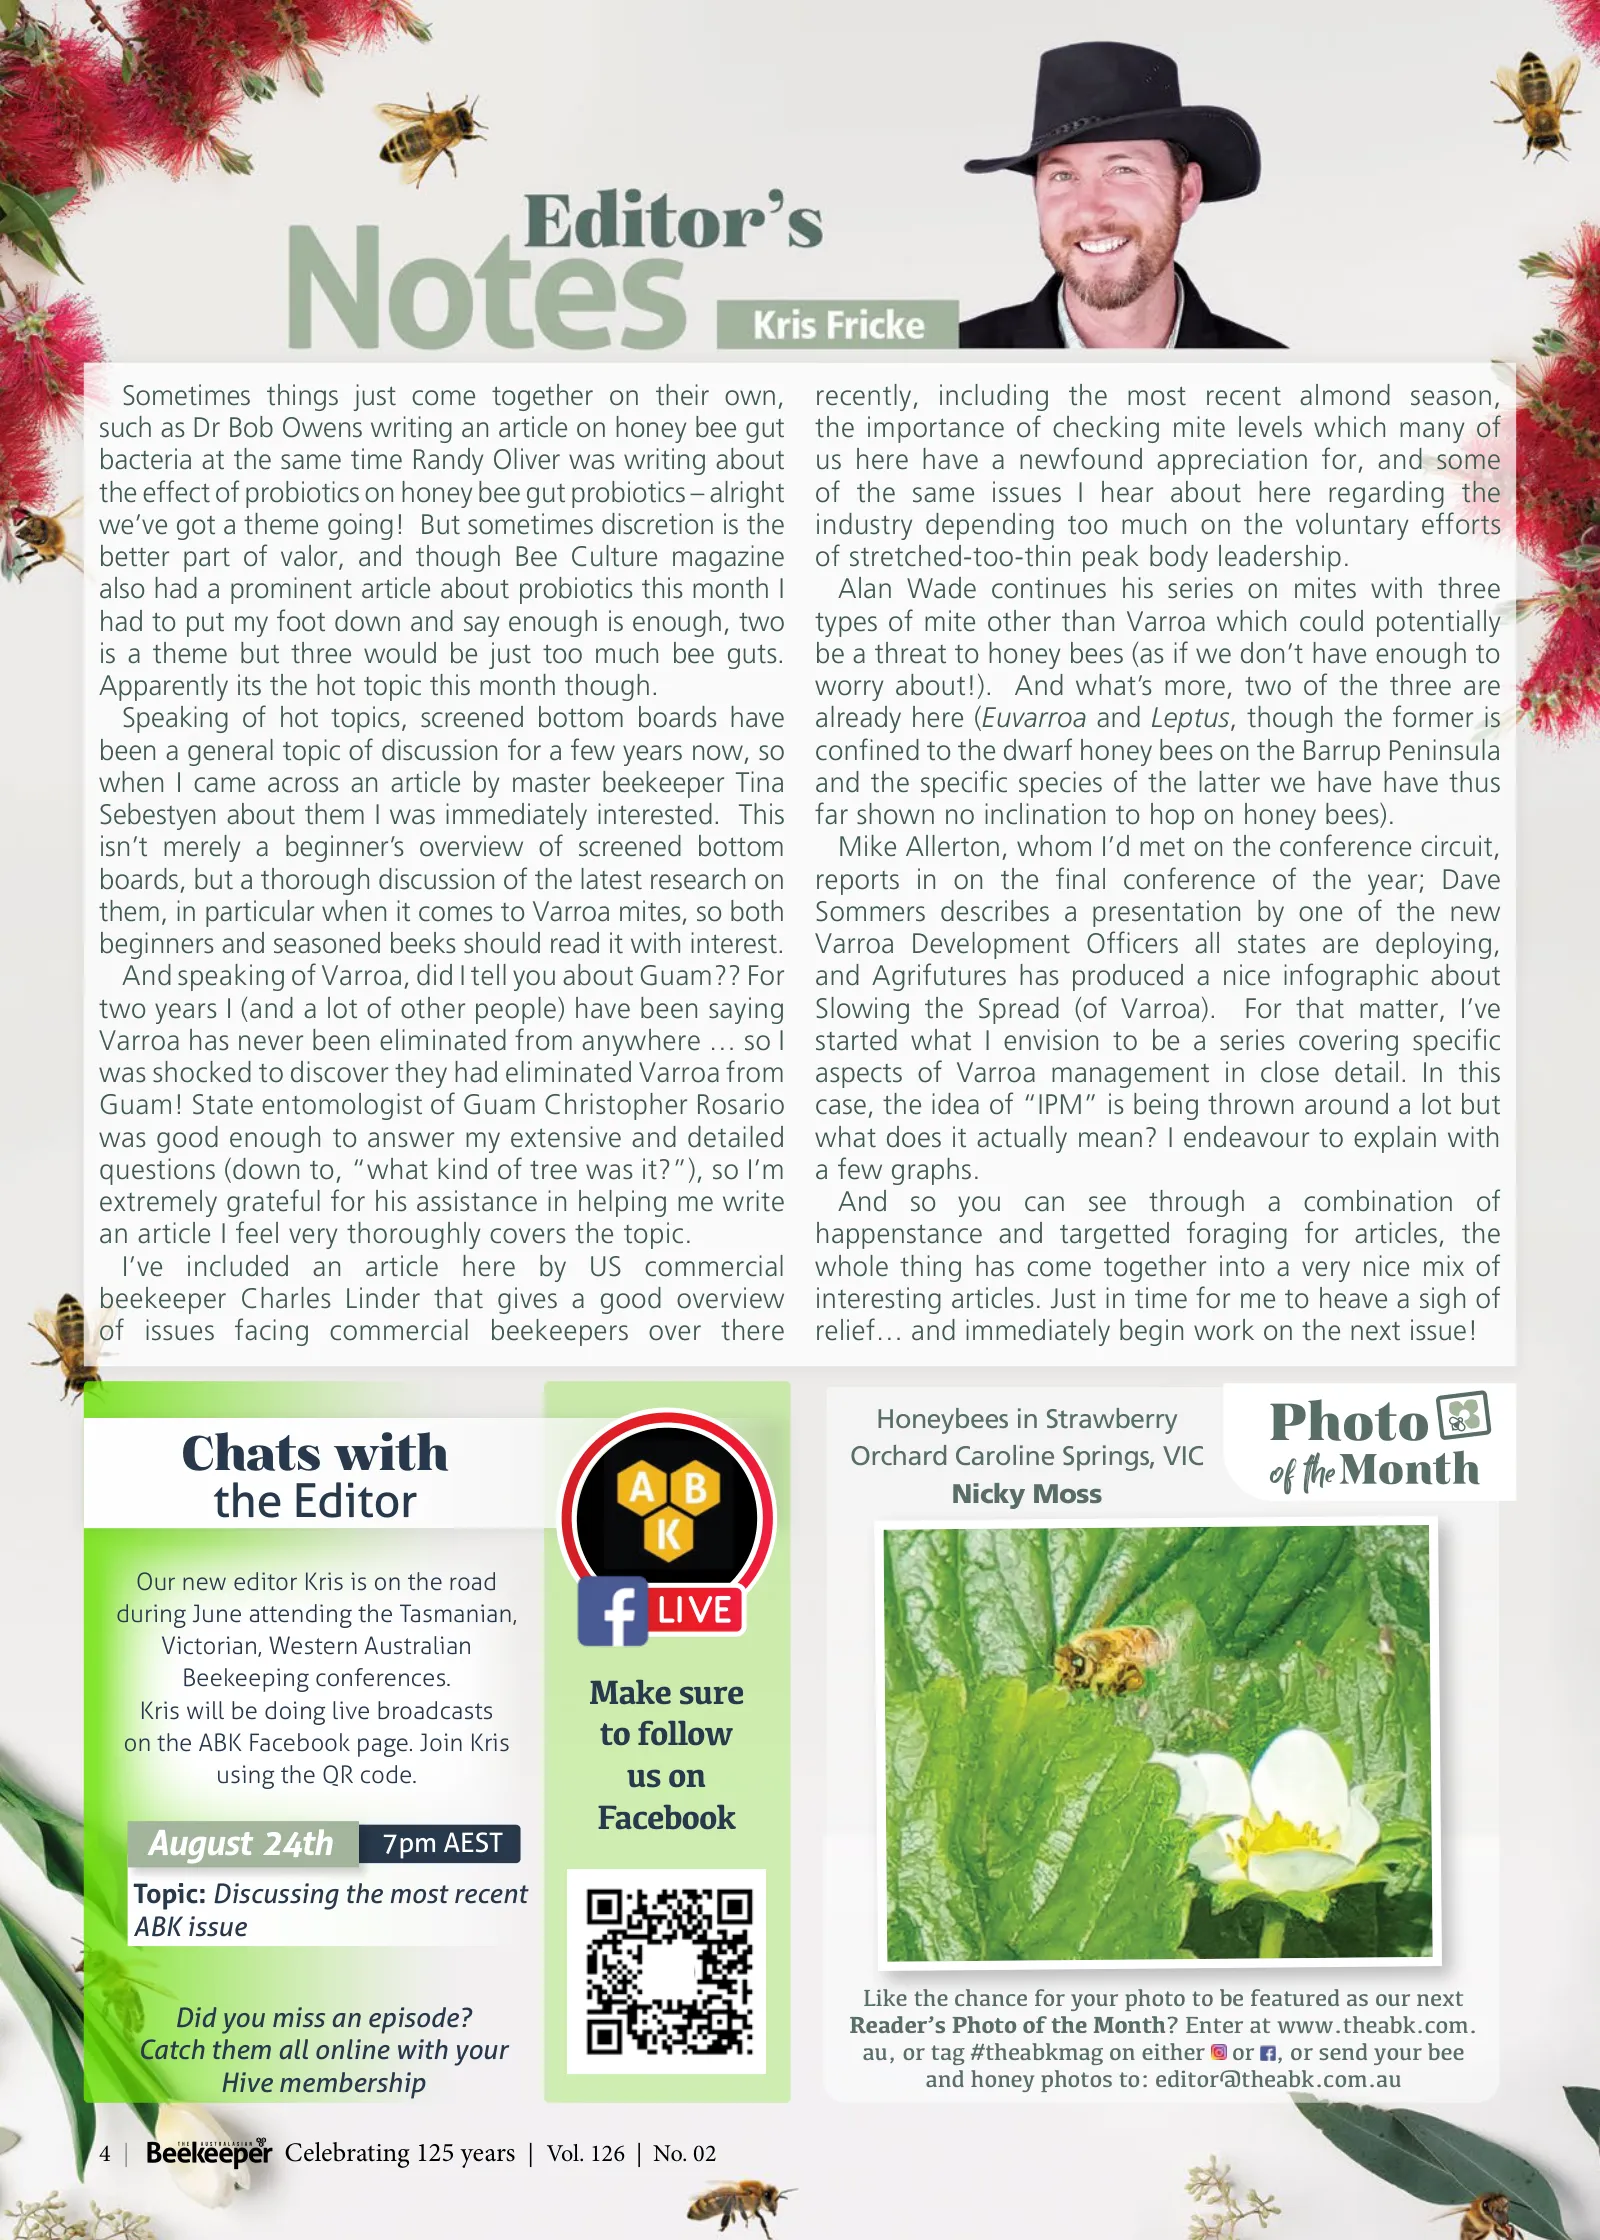 Editor's
Notes
Kris Fricke
Sometimes things just come together on their own,
such as Dr Bob Owens writing an article on honey bee gut
bacteria at the same time Randy Oliver was writing about
the effect of probiotics on honey bee gut probiotics – alright
we've got a theme going!  But sometimes discretion is the
better part of valor, and though Bee Culture magazine
also had a prominent article about probiotics this month I
had to put my foot down and say enough is enough, two
is a theme but three would be just too much bee guts.
Apparently its the hot topic this month though.
Speaking of hot topics, screened bottom boards have
been a general topic of discussion for a few years now, so
when I came across an article by master beekeeper Tina
Sebestyen about them I was immediately interested.  This
isn't merely a beginner's overview of screened bottom
boards, but a thorough discussion of the latest research on
them, in particular when it comes to Varroa mites, so both
beginners and seasoned beeks should read it with interest.
And speaking of Varroa, did I tell you about Guam?? For
two years I (and a lot of other people) have been saying
Varroa has never been eliminated from anywhere … so I
was shocked to discover they had eliminated Varroa from
Guam! State entomologist of Guam Christopher Rosario
was good enough to answer my extensive and detailed
questions (down to, “what kind of tree was it?”), so I'm
extremely grateful for his assistance in helping me write
an article I feel very thoroughly covers the topic.
I've included an article here by US commercial
beekeeper Charles Linder that gives a good overview
of issues facing commercial beekeepers over there
recently, including the most recent almond season,
the importance of checking mite levels which many of
us here have a newfound appreciation for, and some
of the same issues I hear about here regarding the
industry depending too much on the voluntary efforts
of stretched-too-thin peak body leadership.
Alan Wade continues his series on mites with three
types of mite other than Varroa which could potentially
be a threat to honey bees (as if we don't have enough to
worry about!).  And what's more, two of the three are
already here (Euvarroa and Leptus, though the former is
confined to the dwarf honey bees on the Barrup Peninsula
and the specific species of the latter we have have thus
far shown no inclination to hop on honey bees).
Mike Allerton, whom I'd met on the conference circuit,
reports in on the final conference of the year; Dave
Sommers describes a presentation by one of the new
Varroa Development Officers all states are deploying,
and Agrifutures has produced a nice infographic about
Slowing the Spread (of Varroa).  For that matter, I've
started what I envision to be a series covering specific
aspects of Varroa management in close detail. In this
case, the idea of “IPM” is being thrown around a lot but
what does it actually mean? I endeavour to explain with
a few graphs.
And so you can see through a combination of
happenstance and targetted foraging for articles, the
whole thing has come together into a very nice mix of
interesting articles. Just in time for me to heave a sigh of
relief… and immediately begin work on the next issue!
Chats with
the Editor
Our new editor Kris is on the road
during June attending the Tasmanian,
Victorian, Western Australian
Beekeeping conferences.
Kris will be doing live broadcasts
on the ABK Facebook page. Join Kris
using the QR code.
August 24th 7pm AEST
Topic: Discussing the most recent
ABK issue
Did you miss an episode?
Catch them all online with your
Hive membership
A B
K
f LIVE
Make sure
to follow
us on
Facebook
Honeybees in Strawberry
Orchard Caroline Springs, VIC
Nicky Moss
Photo
of the Month
Like the chance for your photo to be featured as our next
Reader's Photo of the Month? Enter at www.theabk.com.
au, or tag #theabkmag on either or f, or send your bee
and honey photos to: editor@theabk.com.au
4 | THE AUSTRALASIAN Beekeeper Celebrating 125 years | Vol. 126 | No. 02